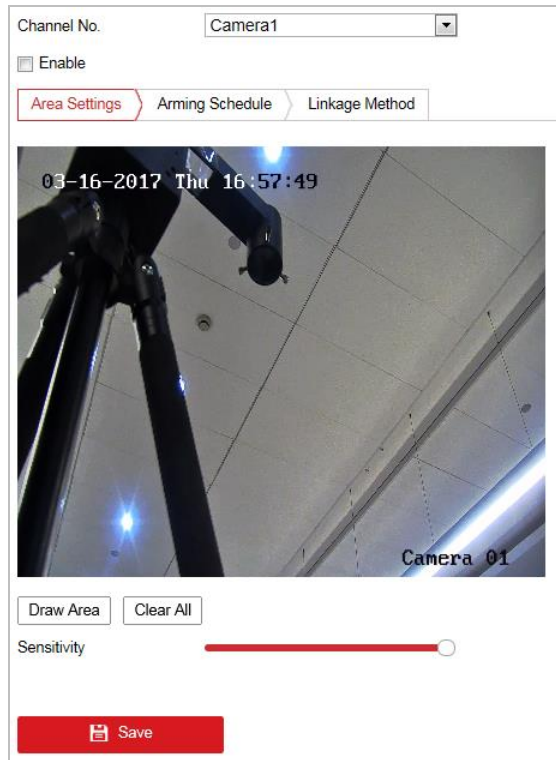 Channel No. Camera1
Enable
Area Settings Arming Schedule Linkage Method
03-16-2017 Thu 16:57:49
Camera 01
Draw Area Clear All
Sensitivity
Save